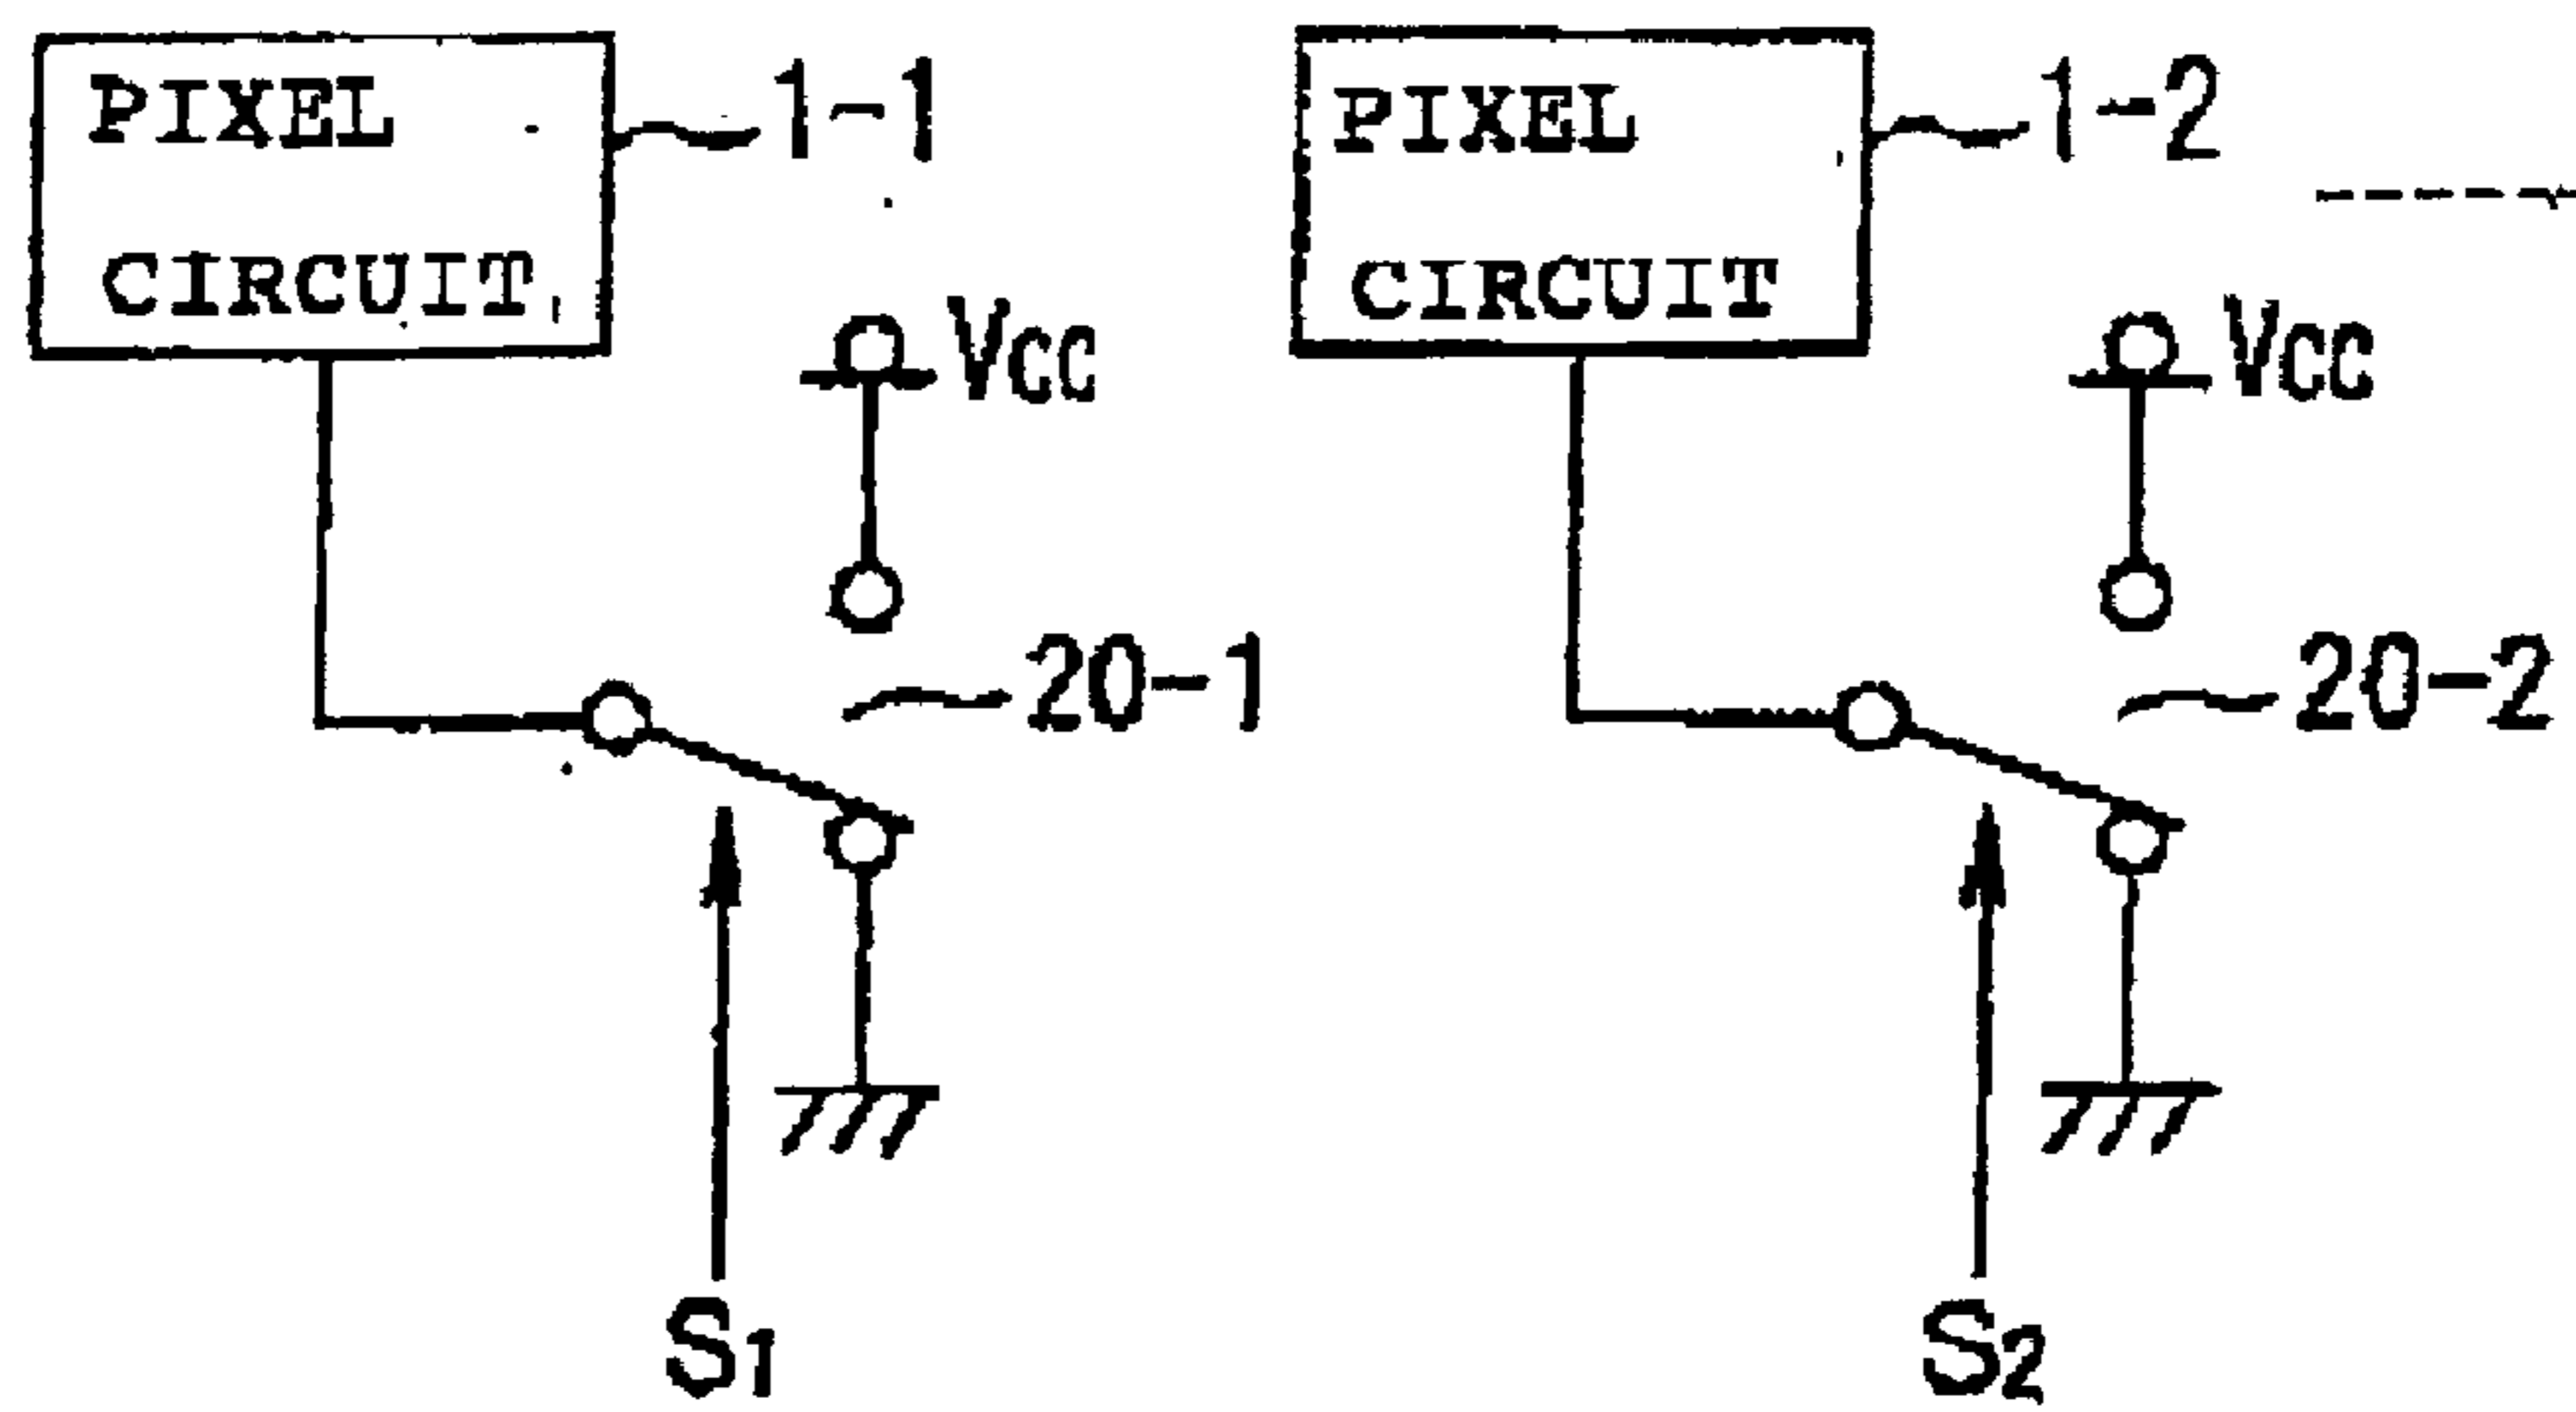 PIXEL
CIRCUIT
1-1
VCC
20-1
S1
PIXEL
CIRCUIT
1-2
VCC
20-2
S2